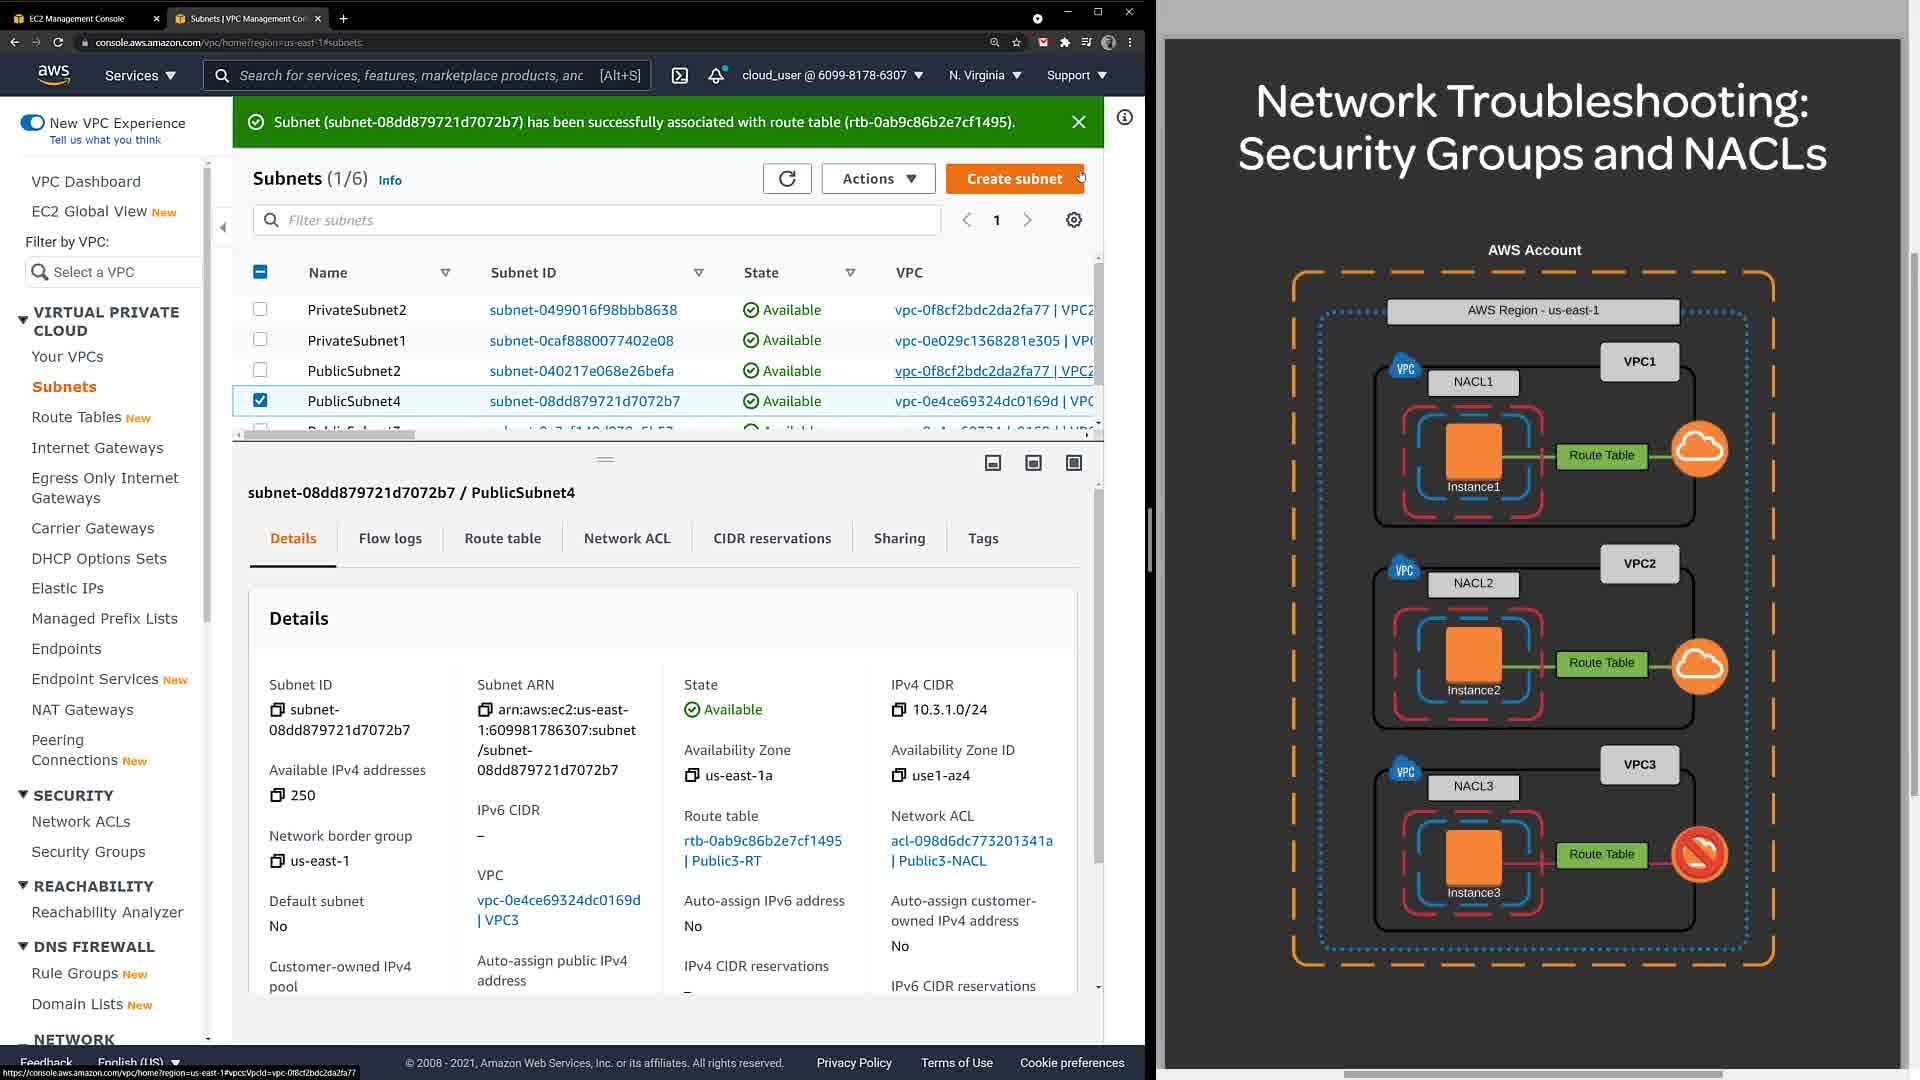 EC2 Management Console
Subnets | VPC Management Con
console.aws.amazon.com/vpc/home?region=us-east-1#subnets:
aws
Services
Search for services, features, marketplace products, and
[Alt+S]
cloud_user @ 6099-8178-6307
N. Virginia
Support
New VPC Experience
Tell us what you think
VPC Dashboard
EC2 Global View New
Filter by VPC:
Select a VPC
VIRTUAL PRIVATE
CLOUD
Your VPCs
Subnets
Route Tables New
Internet Gateways
Egress Only Internet
Gateways
Carrier Gateways
DHCP Options Sets
Elastic IPs
Managed Prefix Lists
Endpoints
Endpoint Services New
NAT Gateways
Peering
Connections New
SECURITY
Network ACLs
Security Groups
REACHABILITY
Reachability Analyzer
DNS FIREWALL
Rule Groups New
Domain Lists New
NETWORK
Subnet (subnet-08dd879721d7072b7) has been successfully associated with route table (rtb-0ab9c86b2e7cf1495).
Subnets (1/6) Info
Actions
Create subnet
Filter subnets
1
Name Subnet ID State VPC
PrivateSubnet2 subnet-0499016f98bbb8638 Available vpc-0f8cf2bdc2da2fa77 | VPC2
PrivateSubnet1 subnet-0caf8880077402e08 Available vpc-0e029c1368281e305 | VPC
PublicSubnet2 subnet-040217e068e26befa Available vpc-0f8cf2bdc2da2fa77 | VPC2
PublicSubnet4 subnet-08dd879721d7072b7 Available vpc-0e4ce69324dc0169d | VPC
subnet-08dd879721d7072b7 / PublicSubnet4
Details Flow logs Route table Network ACL CIDR reservations Sharing Tags
Details
Subnet ID
subnet-
08dd879721d7072b7
Available IPv4 addresses
250
Network border group
us-east-1
Default subnet
No
Customer-owned IPv4
pool
Subnet ARN
arn:aws:ec2:us-east-
1:609981786307:subnet
/subnet-
08dd879721d7072b7
IPv6 CIDR
–
VPC
vpc-0e4ce69324dc0169d
| VPC3
Auto-assign public IPv4
address
State
Available
Availability Zone
us-east-1a
Route table
rtb-0ab9c86b2e7cf1495
| Public3-RT
Auto-assign IPv6 address
No
IPv4 CIDR reservations
–
IPv4 CIDR
10.3.1.0/24
Availability Zone ID
use1-az4
Network ACL
acl-098d6dc773201341a
| Public3-NACL
Auto-assign customer-
owned IPv4 address
No
IPv6 CIDR reservations
Feedback
English (US)
© 2008 - 2021, Amazon Web Services, Inc. or its affiliates. All rights reserved.
Privacy Policy
Terms of Use
Cookie preferences
https://console.aws.amazon.com/vpc/home?region=us-east-1#vpcs:VpcId=vpc-0f8cf2bdc2da2fa77
Network Troubleshooting:
Security Groups and NACLs
AWS Account
AWS Region - us-east-1
VPC1
VPC
NACL1
Route Table
Instance1
VPC2
VPC
NACL2
Route Table
Instance2
VPC3
VPC
NACL3
Route Table
Instance3